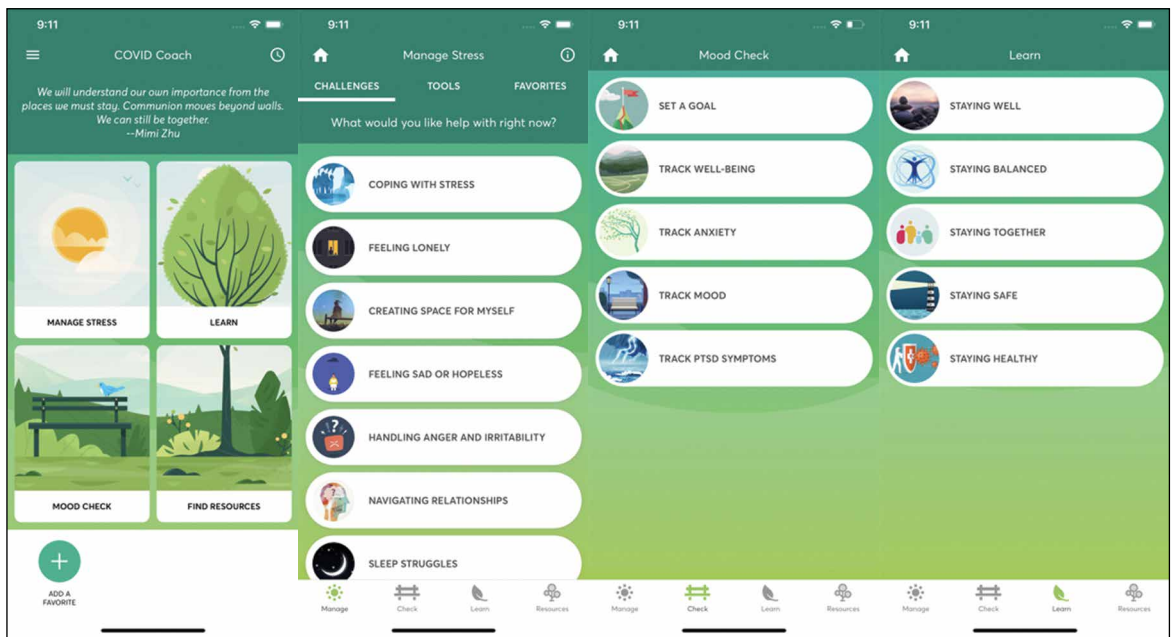 9:11
COVID Coach
We will understand our own importance from the
places we must stay. Communion moves beyond walls.
We can still be together.
--Mimi Zhu
MANAGE STRESS
LEARN
MOOD CHECK
FIND RESOURCES
ADD A
FAVORITE
9:11
Manage Stress
CHALLENGES
TOOLS
FAVORITES
What would you like help with right now?
COPING WITH STRESS
FEELING LONELY
CREATING SPACE FOR MYSELF
FEELING SAD OR HOPELESS
HANDLING ANGER AND IRRITABILITY
NAVIGATING RELATIONSHIPS
SLEEP STRUGGLES
Manage
Check
Learn
Resources
9:11
Mood Check
SET A GOAL
TRACK WELL-BEING
TRACK ANXIETY
TRACK MOOD
TRACK PTSD SYMPTOMS
Manage
Check
Learn
Resources
9:11
Learn
STAYING WELL
STAYING BALANCED
STAYING TOGETHER
STAYING SAFE
STAYING HEALTHY
Manage
Check
Learn
Resources